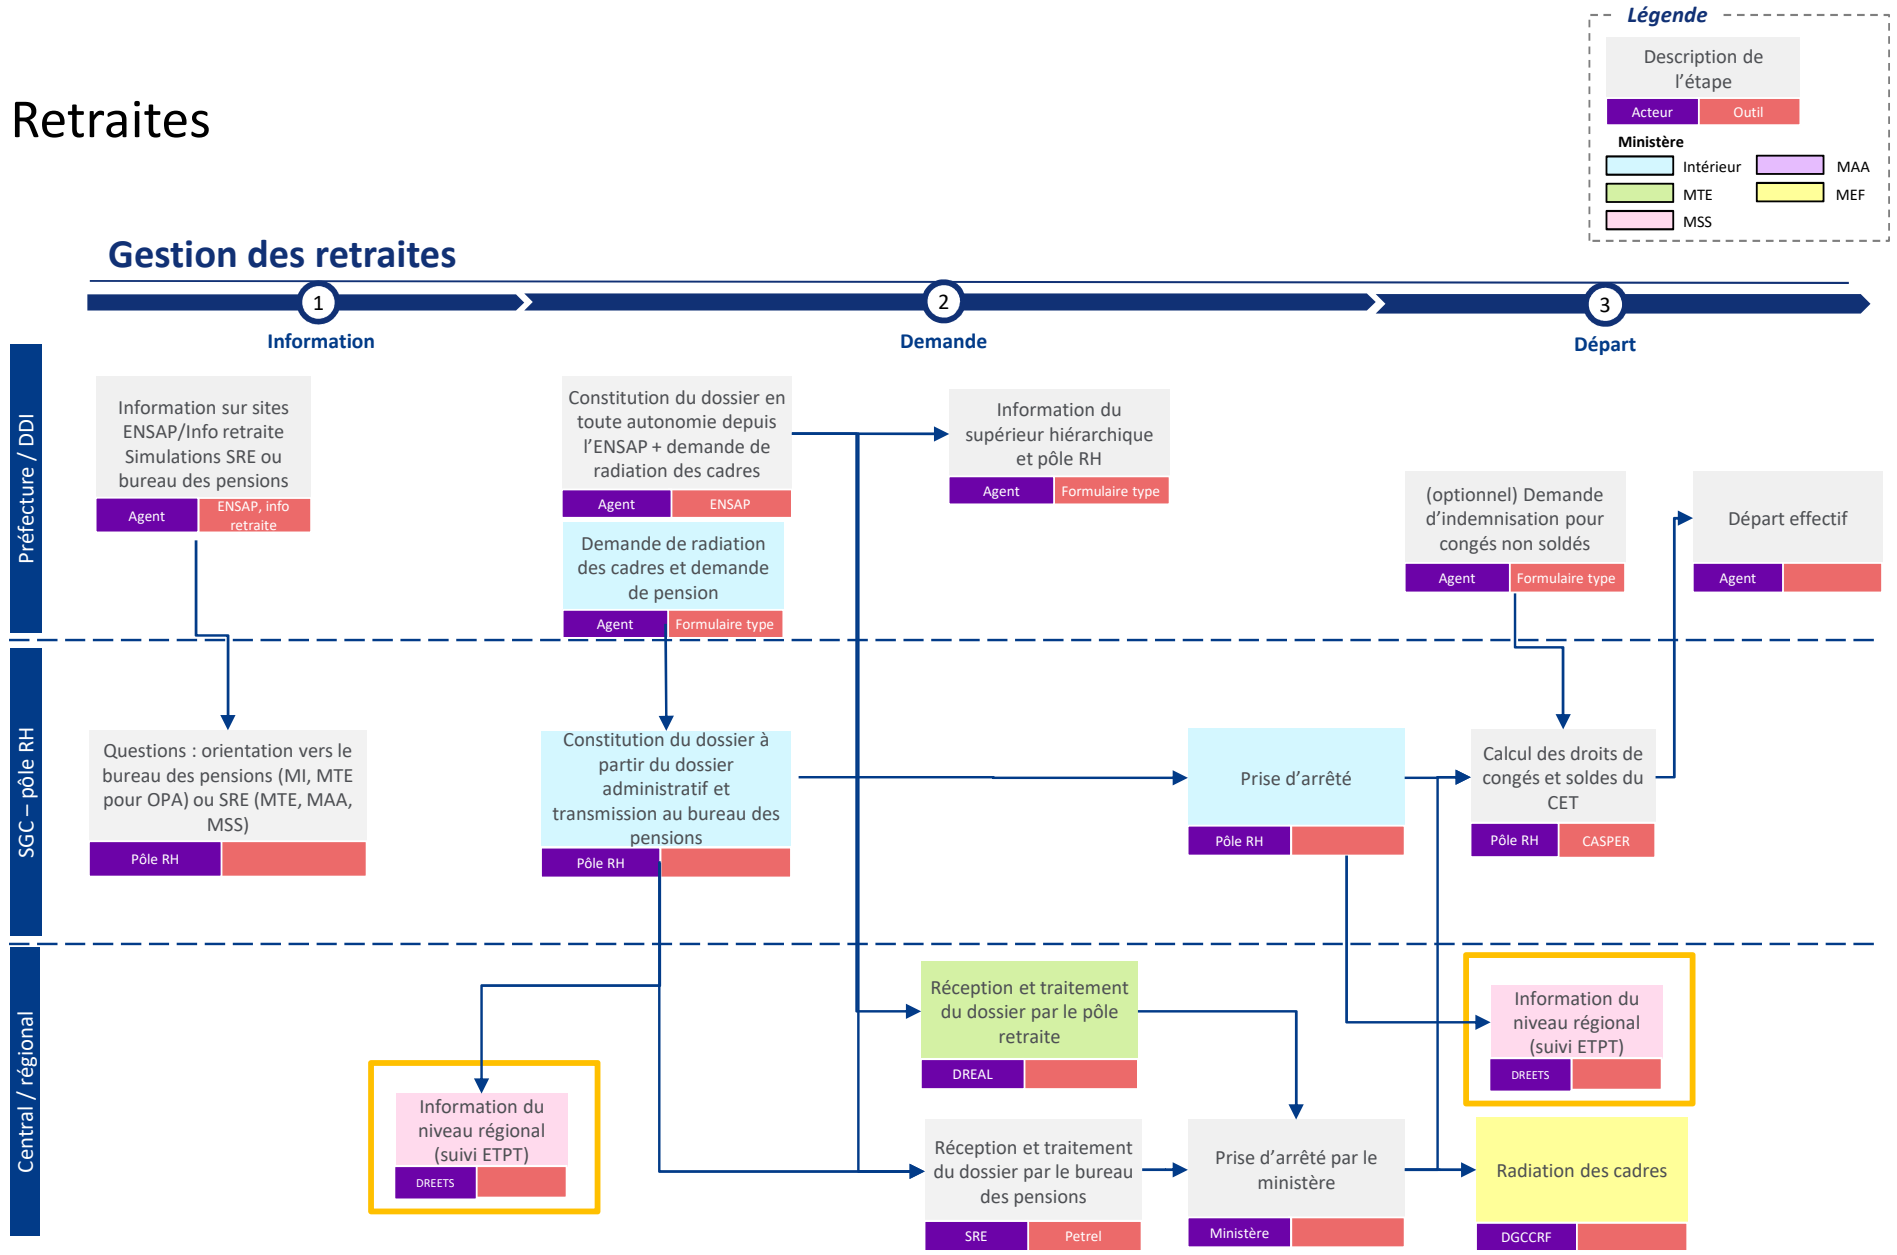 Légende
Description de
l'étape
Acteur
Outil
Ministère
Intérieur
MAA
MTE
MEF
MSS
Retraites
Gestion des retraites
1
2
3
Information
Demande
Départ
Préfecture / DDI
Information sur sites
ENSAP/Info retraite
Simulations SRE ou
bureau des pensions
Agent
ENSAP, info
retraite
Constitution du dossier en
toute autonomie depuis
l'ENSAP + demande de
radiation des cadres
Agent
ENSAP
Demande de radiation
des cadres et demande
de pension
Agent
Formulaire type
Information du
supérieur hiérarchique
et pôle RH
Agent
Formulaire type
(optionnel) Demande
d'indemnisation pour
congés non soldés
Agent
Formulaire type
Départ effectif
Agent
SGC – pôle RH
Questions : orientation vers le
bureau des pensions (MI, MTE
pour OPA) ou SRE (MTE, MAA,
MSS)
Pôle RH
Constitution du dossier à
partir du dossier
administratif et
transmission au bureau des
pensions
Pôle RH
Prise d'arrêté
Pôle RH
Calcul des droits de
congés et soldes du
CET
Pôle RH
CASPER
Central / régional
Information du
niveau régional
(suivi ETPT)
DREETS
Réception et traitement
du dossier par le pôle
retraite
DREAL
Réception et traitement
du dossier par le bureau
des pensions
SRE
Petrel
Prise d'arrêté par le
ministère
Ministère
Information du
niveau régional
(suivi ETPT)
DREETS
Radiation des cadres
DGCCRF